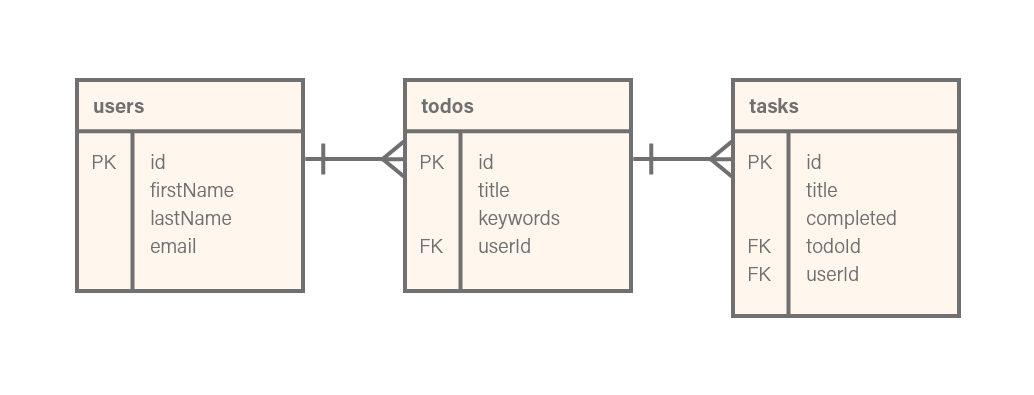 users
PK id
firstName
lastName
email
todos
PK id
title
keywords
FK userId
tasks
PK id
title
completed
FK todoId
FK userId